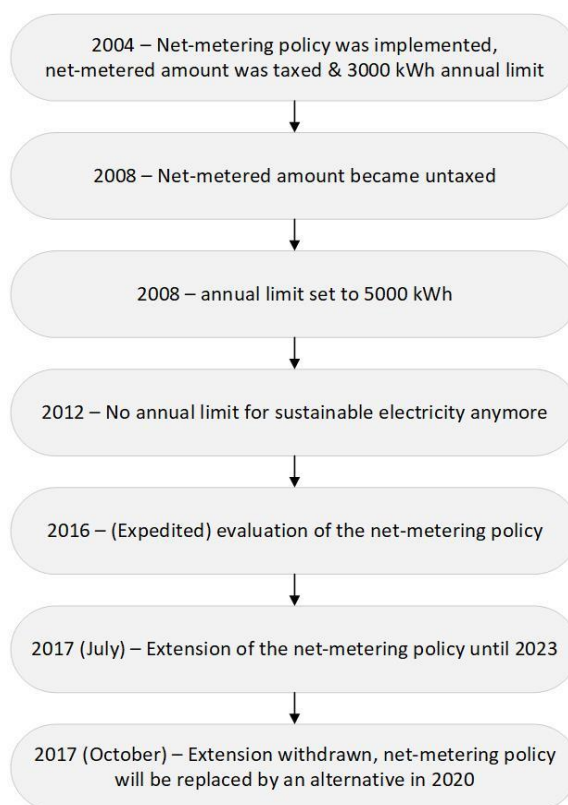 2004 – Net-metering policy was implemented,
net-metered amount was taxed & 3000 kWh annual limit
2008 – Net-metered amount became untaxed
2008 – annual limit set to 5000 kWh
2012 – No annual limit for sustainable electricity anymore
2016 – (Expedited) evaluation of the net-metering policy
2017 (July) – Extension of the net-metering policy until 2023
2017 (October) – Extension withdrawn, net-metering policy
will be replaced by an alternative in 2020